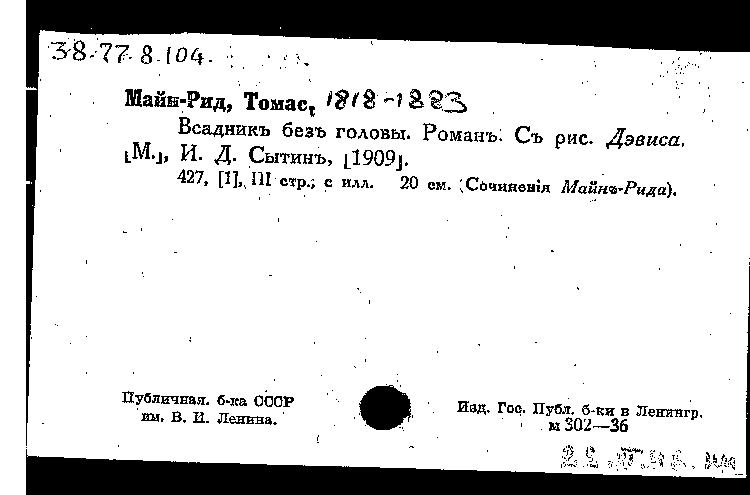 38-77-8.104.
Майн-Рид, Томас, 1818-1883
Всадникъ безъ головы. Романъ. Съ рис. Дэвиса.
[М.], И. Д. Сытинъ, [1909].
427, [1], III стр.; с илл. 20 см. (Сочиненія Майнъ-Рида).
Публичная. б-ка СССР
им. В. И. Ленина.
Изд. Гос. Публ. б-ки в Ленингр.
м 302—36